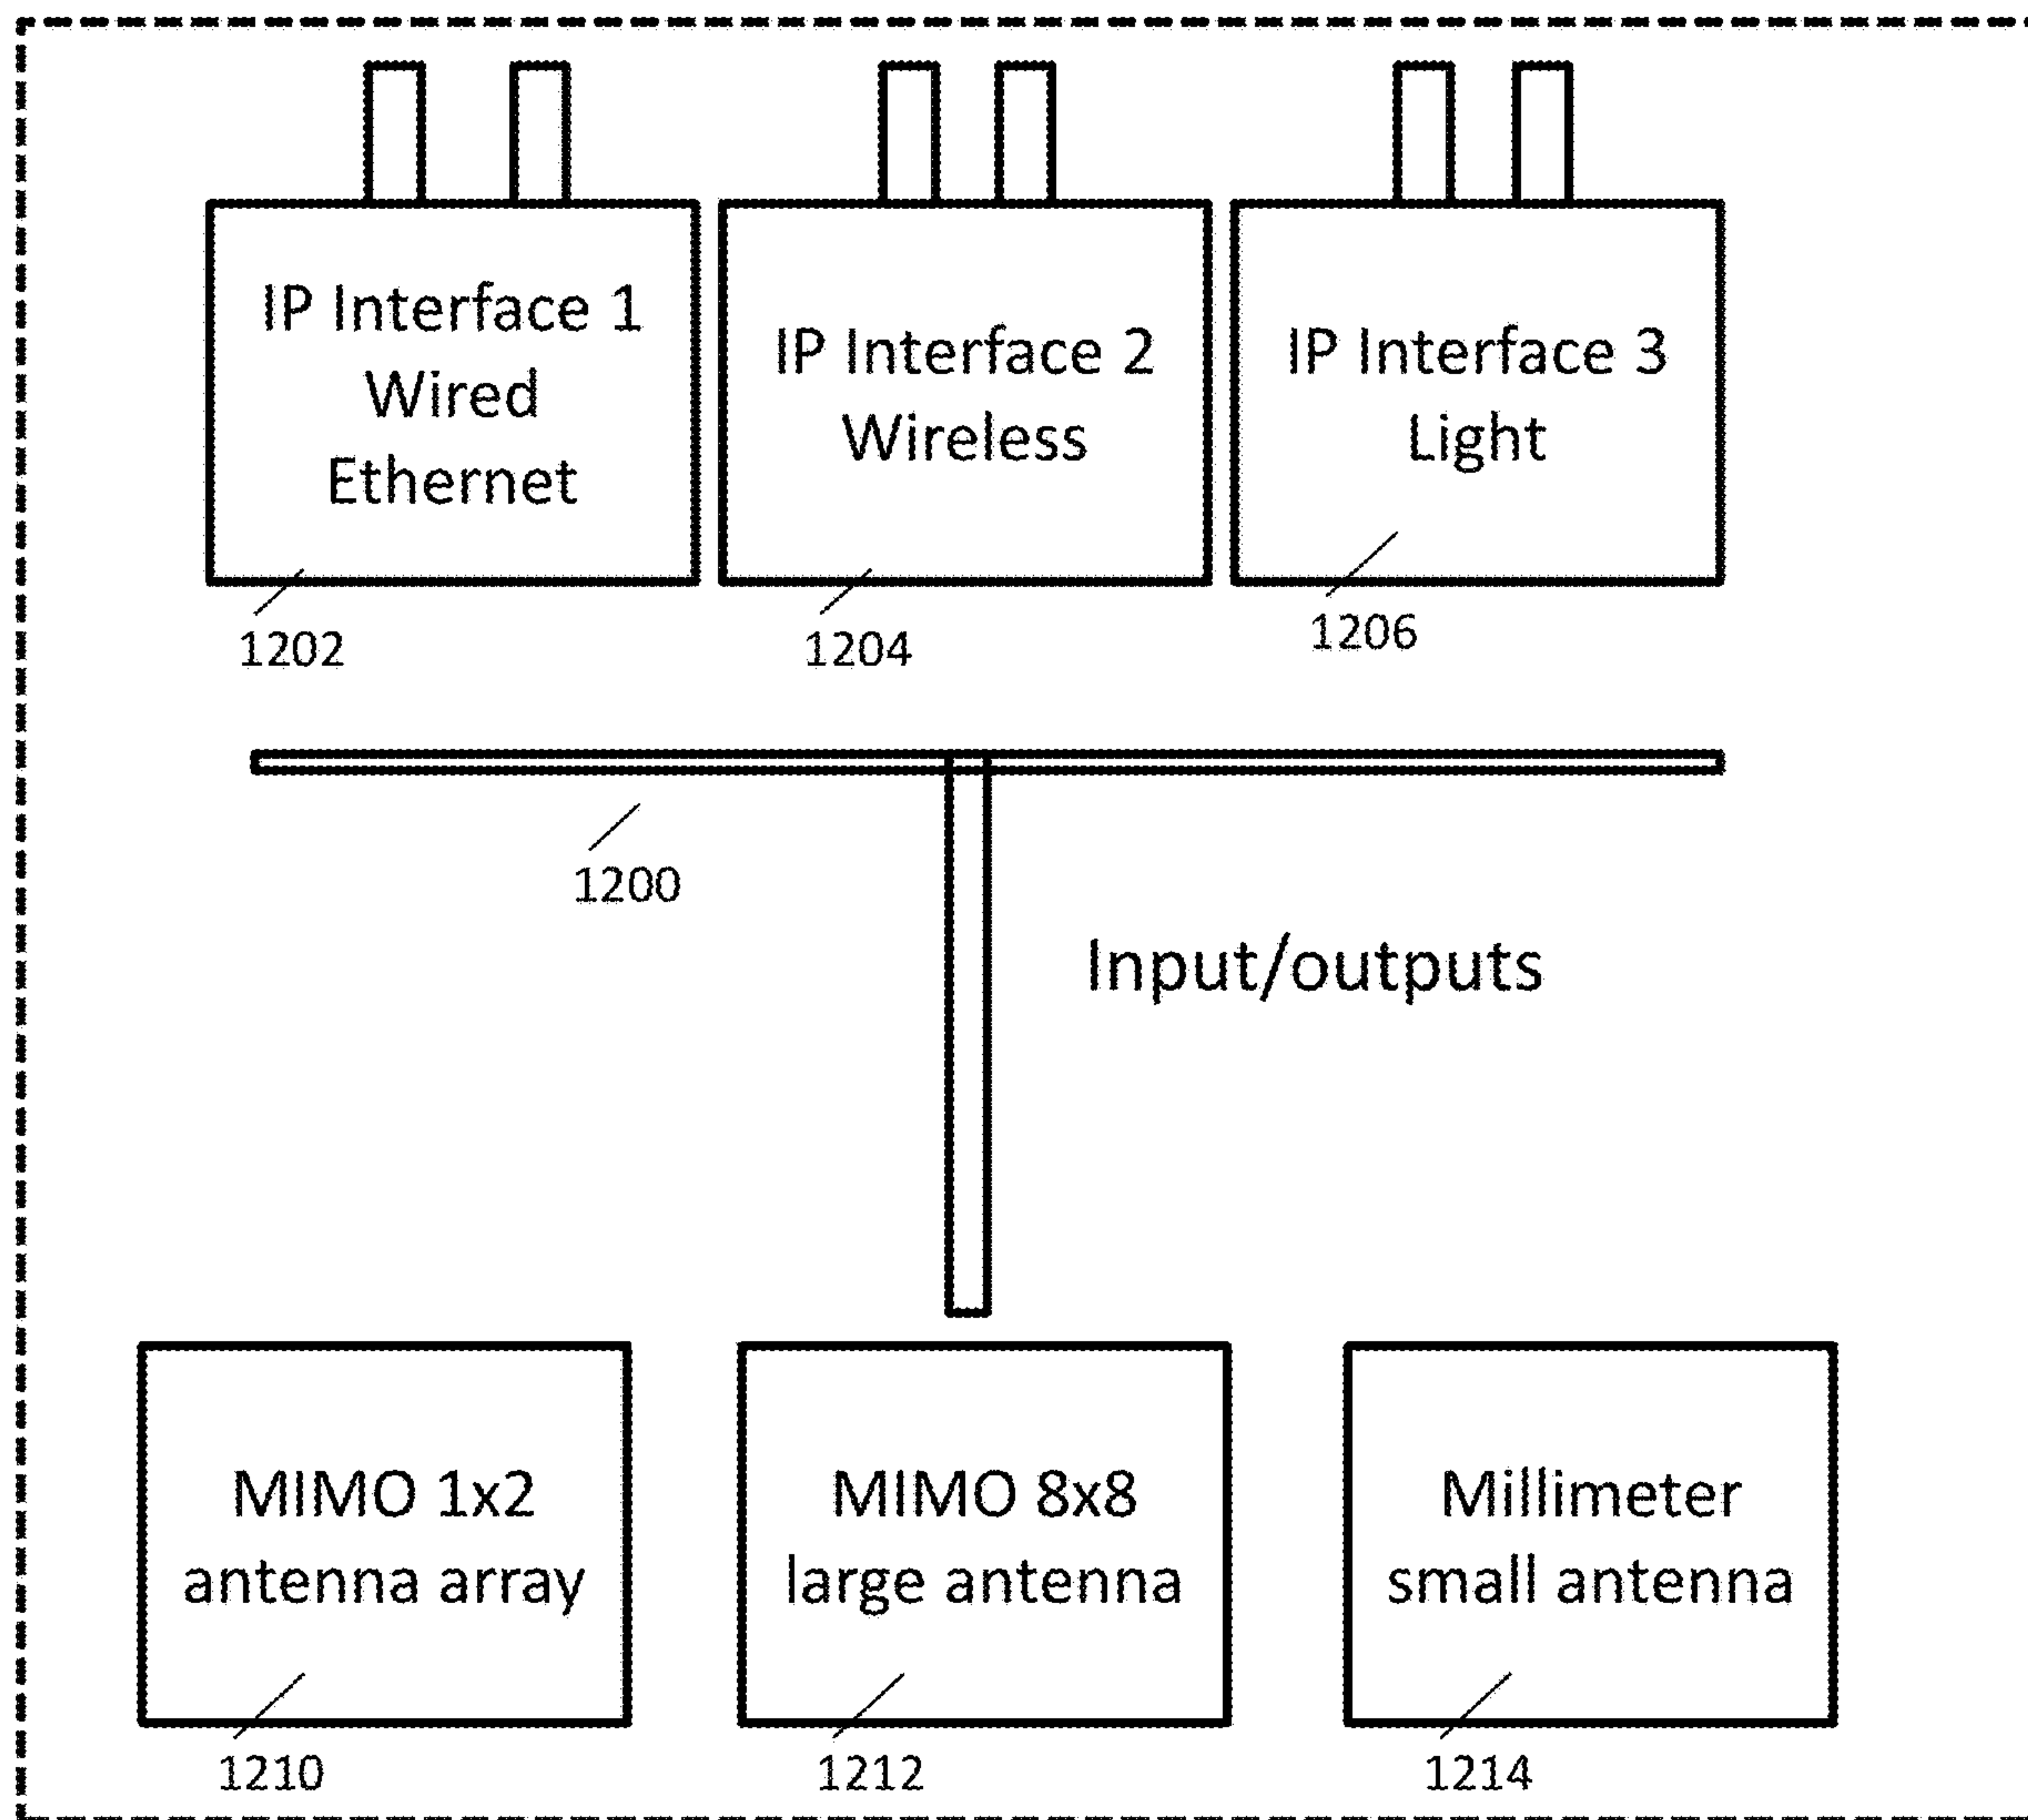 IP Interface 1
Wired
Ethernet
IP Interface 2
Wireless
IP Interface 3
Light
1202
1204
1206
1200
Input/outputs
MIMO 1x2
antenna array
MIMO 8x8
large antenna
Millimeter
small antenna
1210
1212
1214